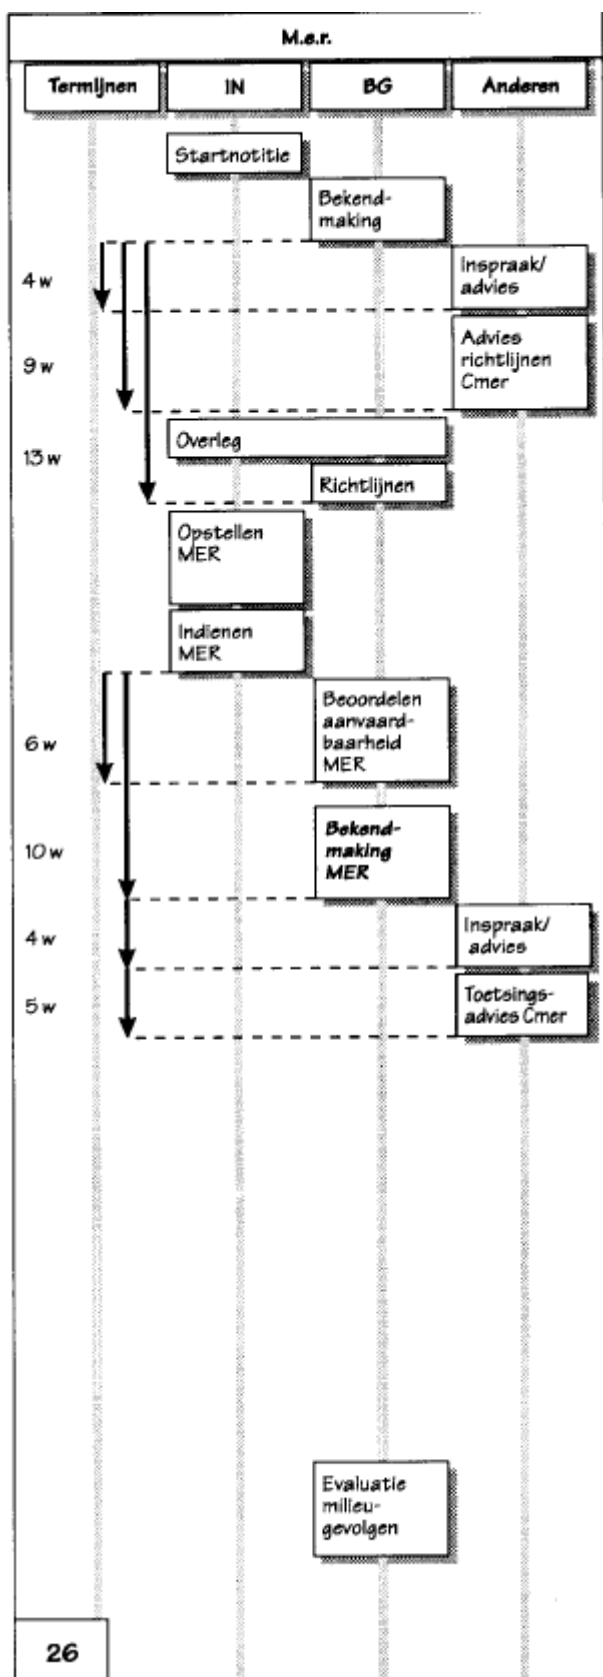 M.e.r.
Termijnen
IN
BG
Anderen
Startnotitie
Bekend-
making
4 w
Inspraak/
advies
9 w
Advies
richtlijnen
Cmer
Overleg
13 w
Richtlijnen
Opstellen
MER
Indienen
MER
6 w
Beoordelen
aanvaard-
baarheid
MER
10 w
Bekend-
making
MER
4 w
Inspraak/
advies
5 w
Toetsings-
advies Cmer
Evaluatie
milieu-
gevolgen
26